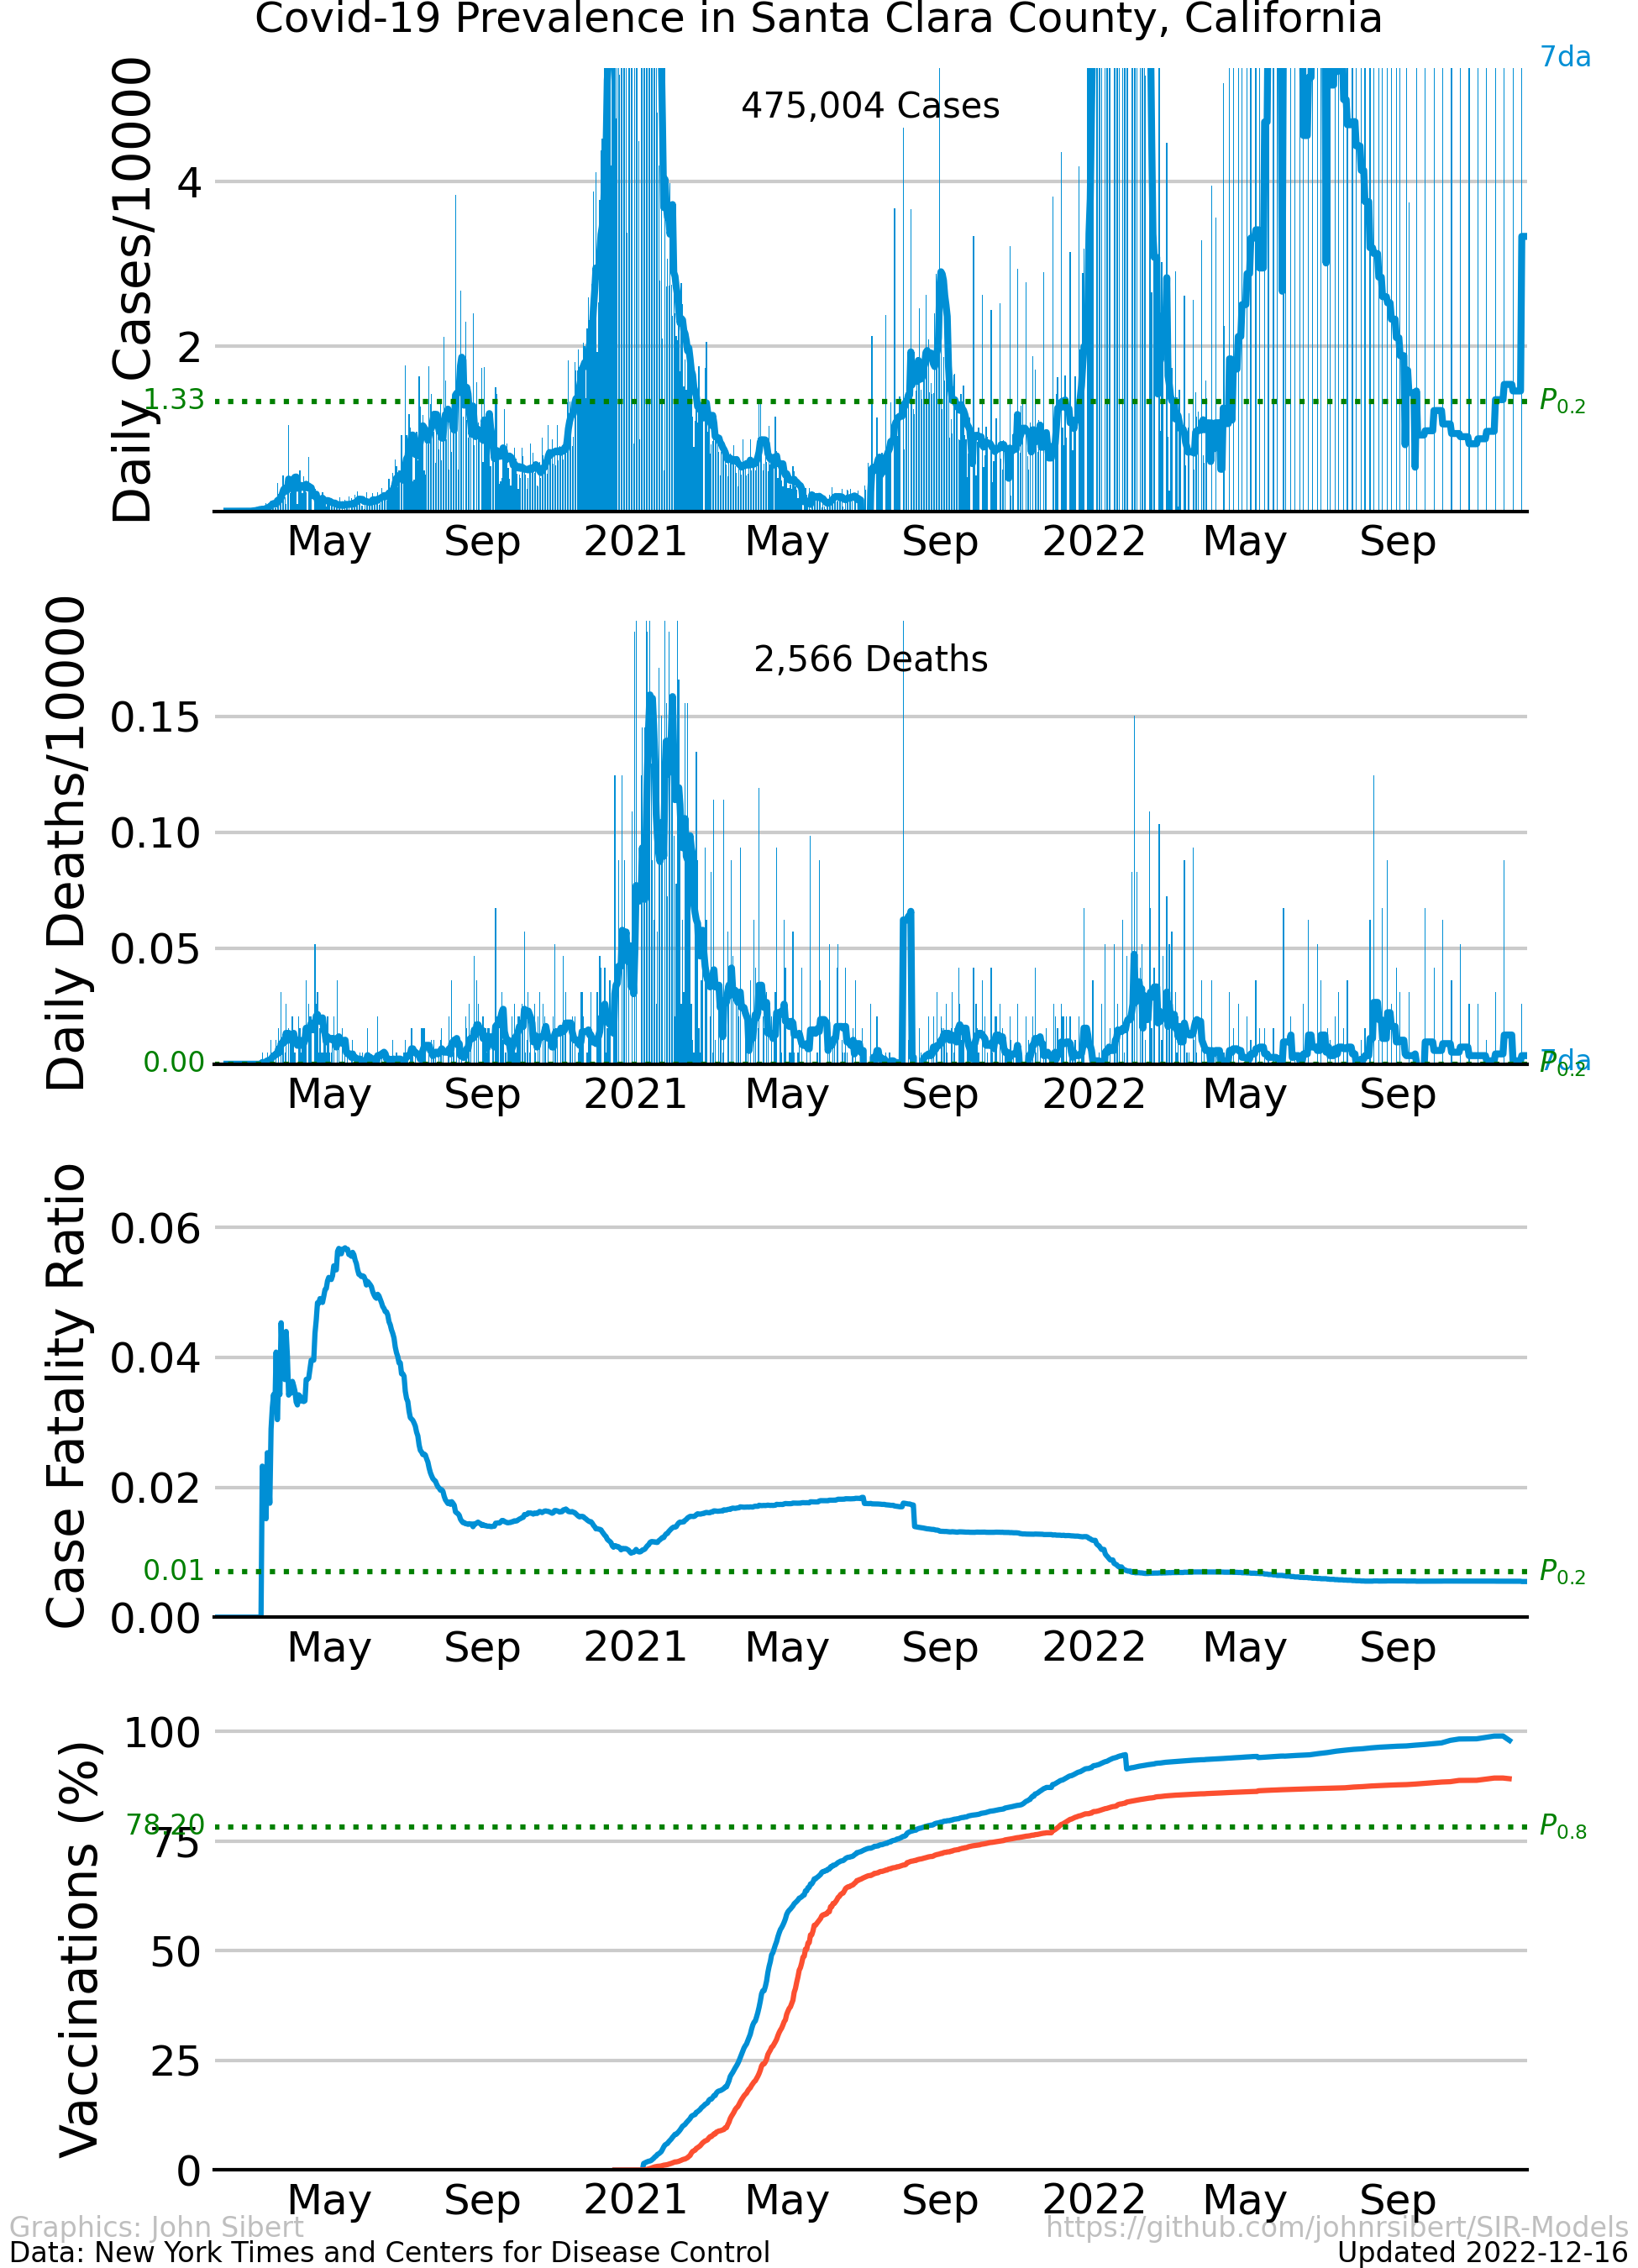 Covid-19 Prevalence in Santa Clara County, California
Daily Cases/10000
7da
475,004 Cases
4
2
1.33
P0.2
May Sep 2021 May Sep 2022 May Sep
Daily Deaths/10000
2,566 Deaths
0.15
0.10
0.05
0.00
7da
P0.2
May Sep 2021 May Sep 2022 May Sep
Case Fatality Ratio
0.06
0.04
0.02
0.01
P0.2
0.00
May Sep 2021 May Sep 2022 May Sep
Vaccinations (%)
100
78.20
P0.8
75
50
25
0
May Sep 2021 May Sep 2022 May Sep
Graphics: John Sibert
https://github.com/johnrsibert/SIR-Models
Data: New York Times and Centers for Disease Control
Updated 2022-12-16